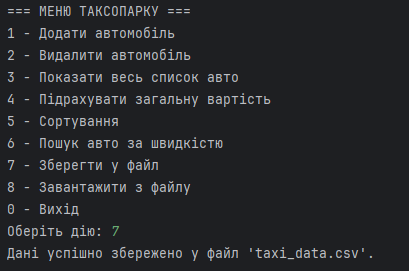 === МЕНЮ ТАКСОПАРКУ ===
1 - Додати автомобіль
2 - Видалити автомобіль
3 - Показати весь список авто
4 - Підрахувати загальну вартість
5 - Сортування
6 - Пошук авто за швидкістю
7 - Зберегти у файл
8 - Завантажити з файлу
0 - Вихід
Оберіть дію: 7
Дані успішно збережено у файл 'taxi_data.csv'.